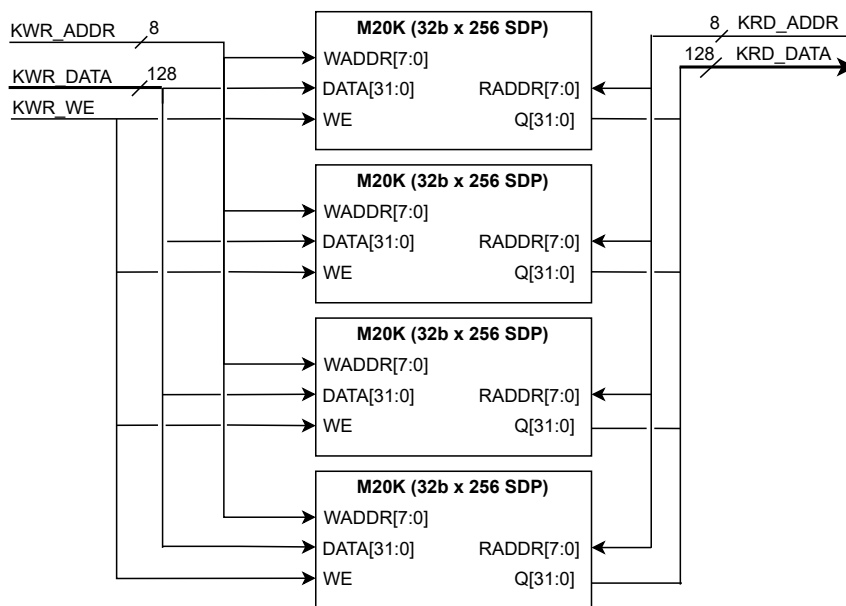 KWR_ADDR 8
KWR_DATA 128
KWR_WE
M20K (32b x 256 SDP)
WADDR[7:0]
DATA[31:0] RADDR[7:0]
WE Q[31:0]
8 KRD_ADDR
128 KRD_DATA
M20K (32b x 256 SDP)
WADDR[7:0]
DATA[31:0] RADDR[7:0]
WE Q[31:0]
M20K (32b x 256 SDP)
WADDR[7:0]
DATA[31:0] RADDR[7:0]
WE Q[31:0]
M20K (32b x 256 SDP)
WADDR[7:0]
DATA[31:0] RADDR[7:0]
WE Q[31:0]